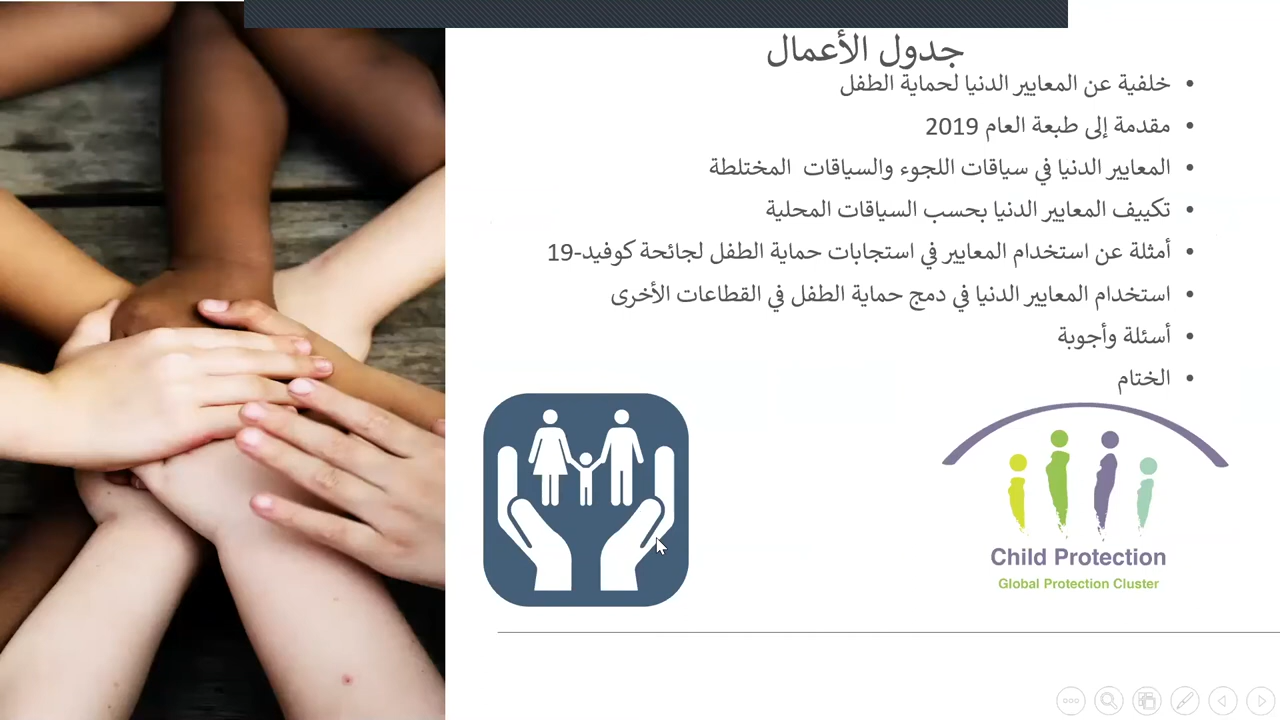 جدول الأعمال
• خلفية عن المعايير الدنيا لحماية الطفل
• مقدمة إلى طبعة العام 2019
• المعايير الدنيا في سياقات اللجوء والسياقات المختلطة
• تكييف المعايير الدنيا بحسب السياقات المحلية
• أمثلة عن استخدام المعايير في استجابات حماية الطفل لجائحة كوفيد-19
• استخدام المعايير الدنيا في دمج حماية الطفل في القطاعات الأخرى
• أسئلة وأجوبة
• الختام
Child Protection
Global Protection Cluster